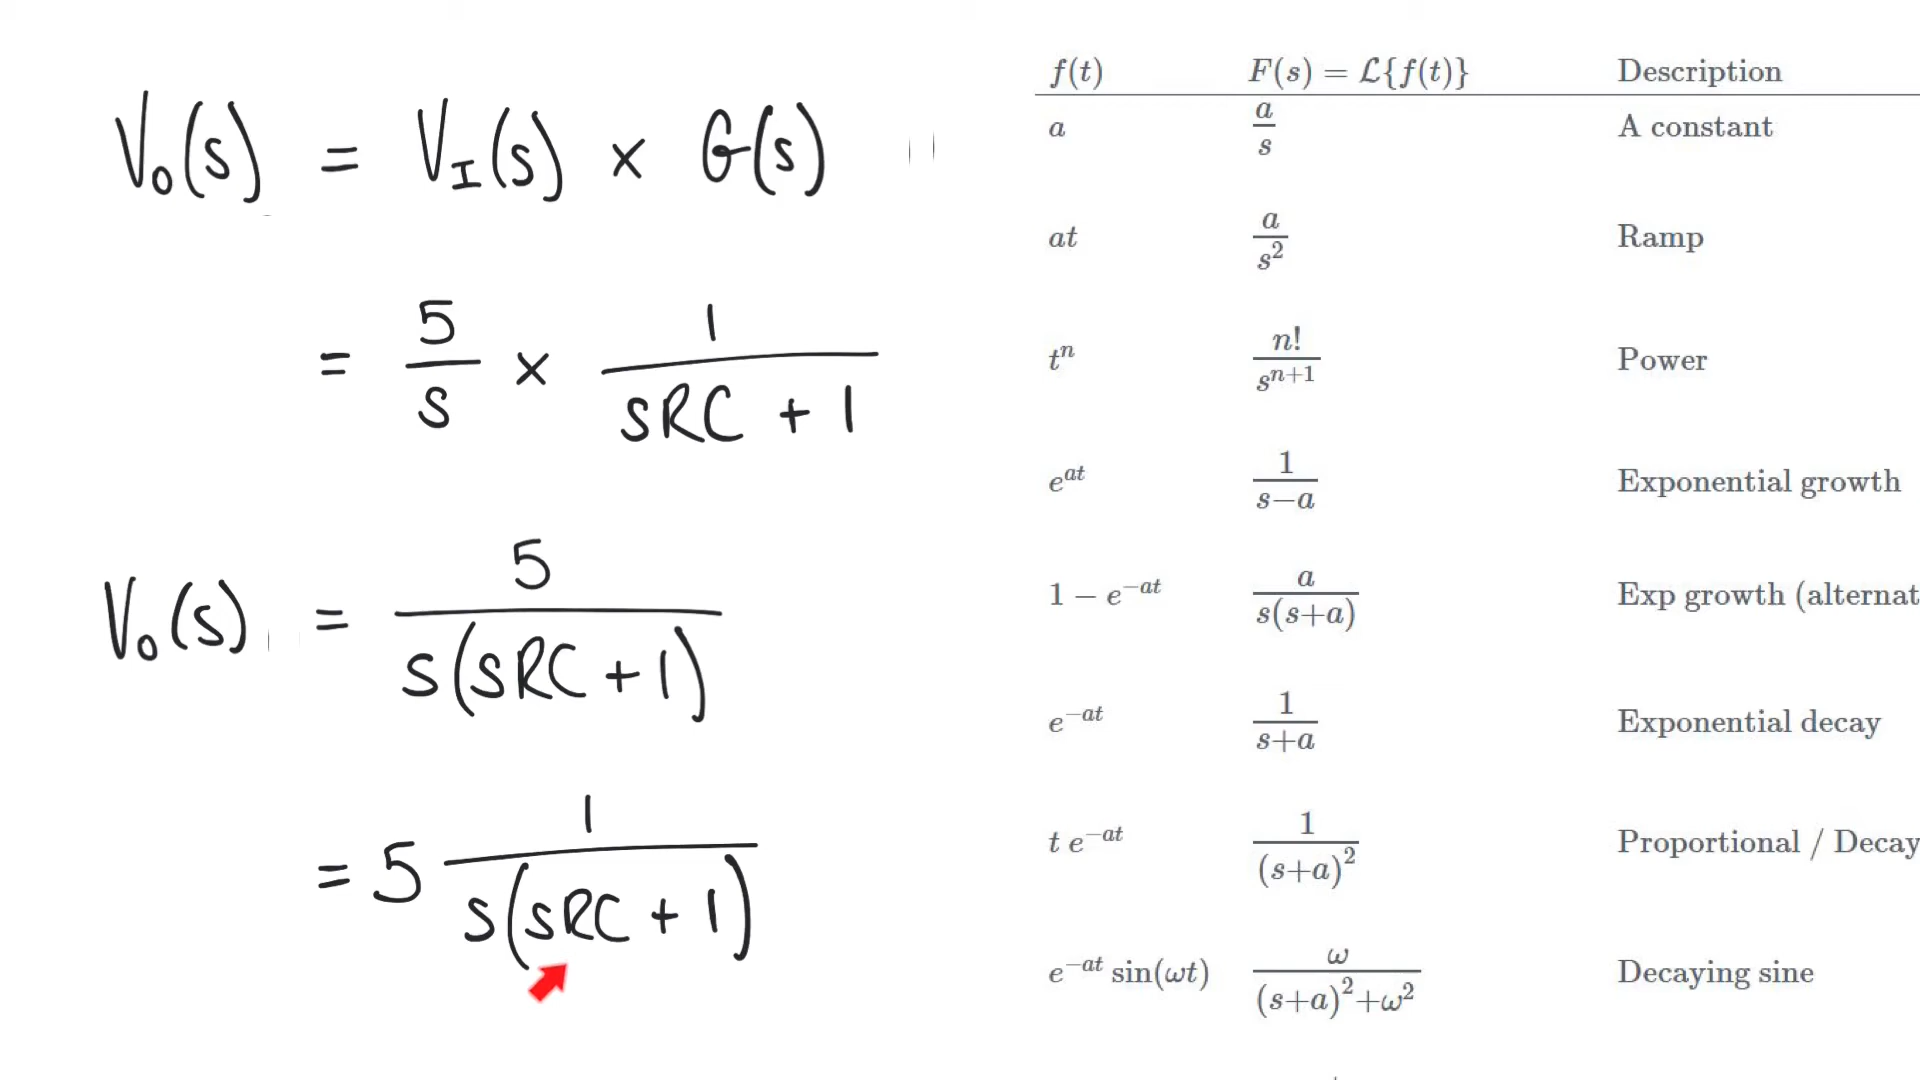 V₀(s) = V_I(s) × G(s)
= 5/s × 1/(sRC + 1)
V₀(s) = 5/(s(sRC + 1))
= 5 1/(s(sRC + 1))
f(t) F(s) = ℒ{f(t)} Description
a a/s A constant
at a/s² Ramp
tⁿ n!/sⁿ⁺¹ Power
e^{at} 1/(s−a) Exponential growth
1 − e^{−at} a/(s(s+a)) Exp growth (alternat
e^{−at} 1/(s+a) Exponential decay
t e^{−at} 1/(s+a)² Proportional / Decay
e^{−at} sin(ωt) ω/((s+a)²+ω²) Decaying sine